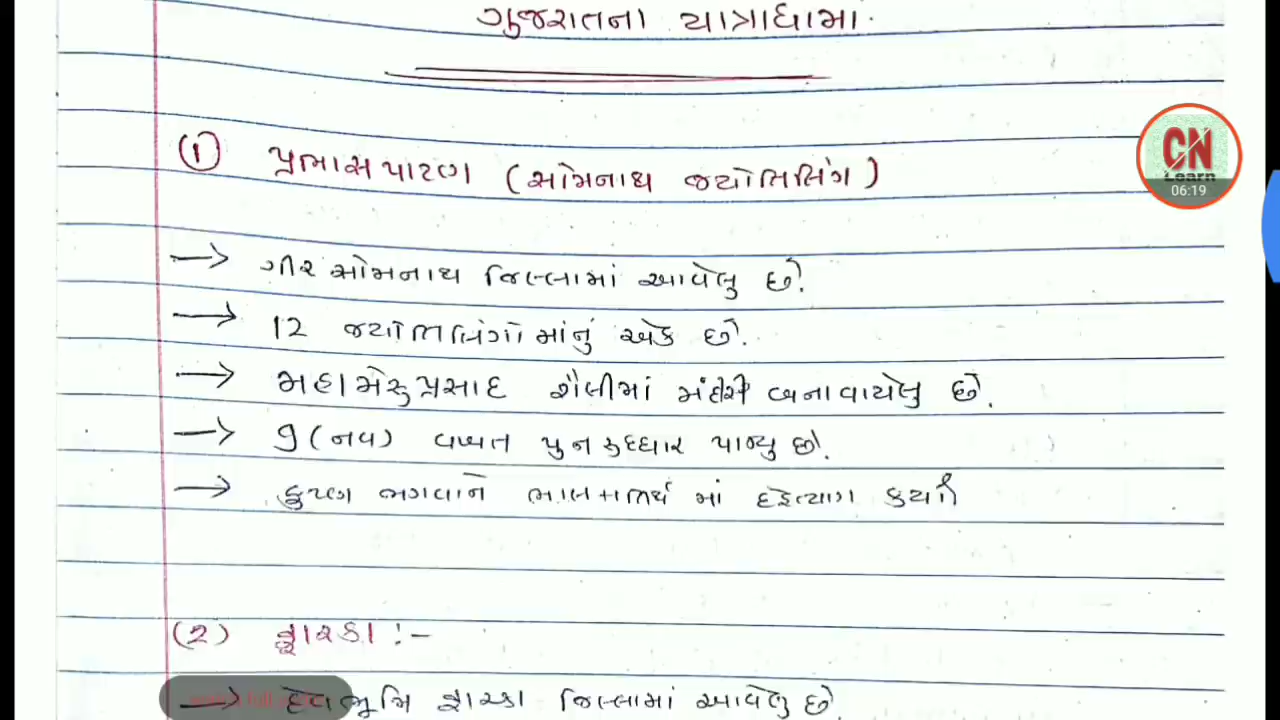 ગુજરાતના યાત્રાધામો.
(1) પ્રભાસપાટણ (સોમનાથ જ્યોતિલિંગ)
→ ગીર સોમનાથ જિલ્લામાં આવેલુ છે.
→ 12 જ્યોતિલિંગોમાંનું એક છે.
→ મહામેરુપ્રસાદ શૈલીમાં મંદીર બનાવાયેલુ છે.
→ 9 (નવ) વખત પુનરુદ્ધાર પામ્યુ છે.
→ કૃષ્ણ ભગવાને માં દેહત્યાગ કર્યો
(2) દ્વારકા :-
→ દેવભૂમિ દ્વારકા જિલ્લામાં આવેલુ છે.
CN
Learn
06:19